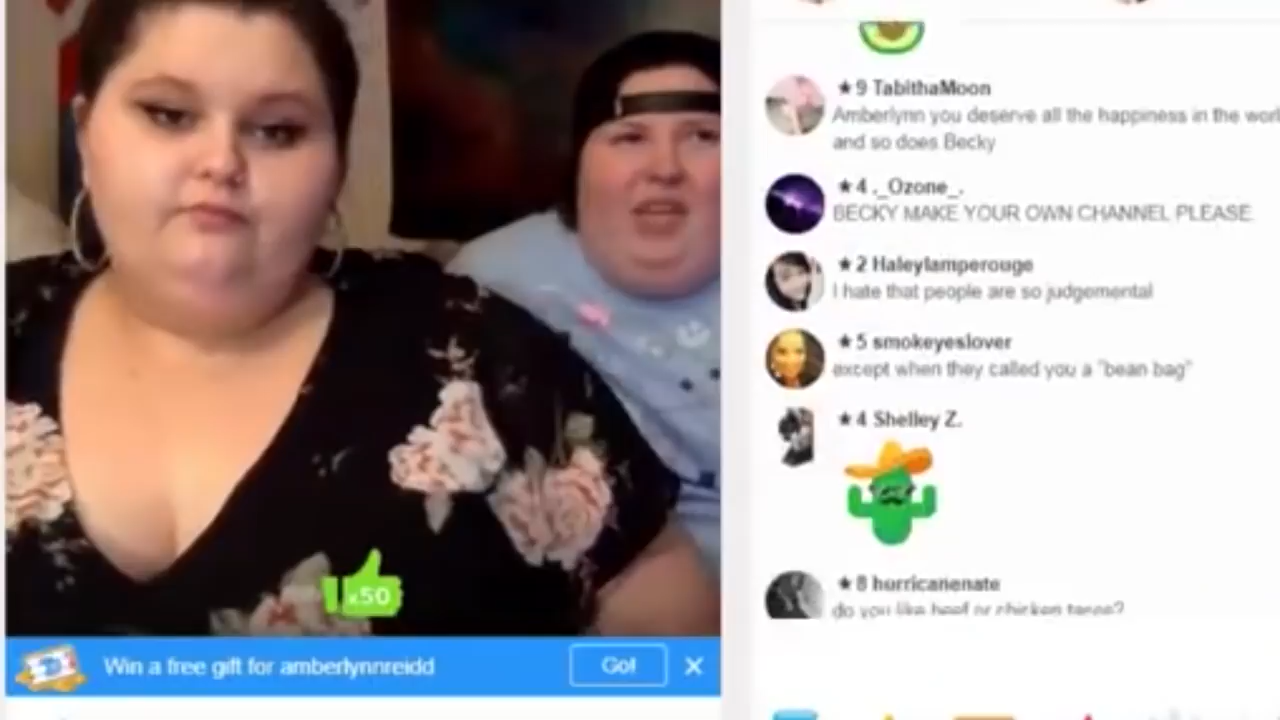 ★9 TabithaMoon
Amberlynn you deserve all the happiness in the worl
and so does Becky
★4 ._Ozone_.
BECKY MAKE YOUR OWN CHANNEL PLEASE
★2 Haleylamperouge
I hate that people are so judgemental
★5 smokeyeslover
except when they called you a "bean bag"
★4 Shelley Z.
★8 hurricanenate
do you like beef or chicken tacos?
x50
Win a free gift for amberlynnreidd
Go!